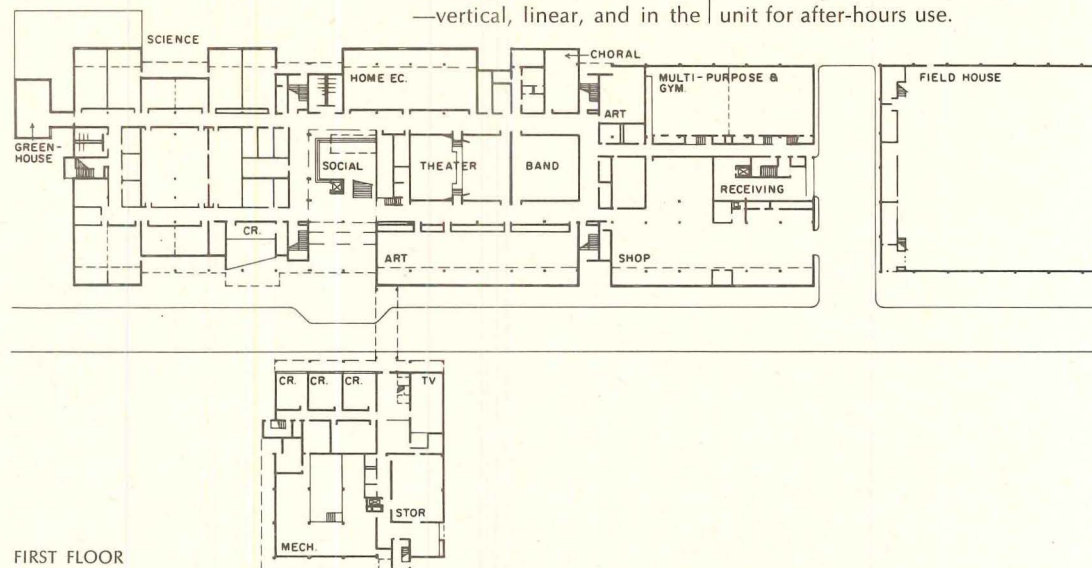 —vertical, linear, and in the unit for after-hours use.
SCIENCE
HOME EC.
CHORAL
ART
MULTI-PURPOSE &
GYM.
FIELD HOUSE
GREEN-
HOUSE
SOCIAL
THEATER
BAND
RECEIVING
CR.
ART
SHOP
CR.
CR.
CR.
TV
STOR
MECH.
FIRST FLOOR